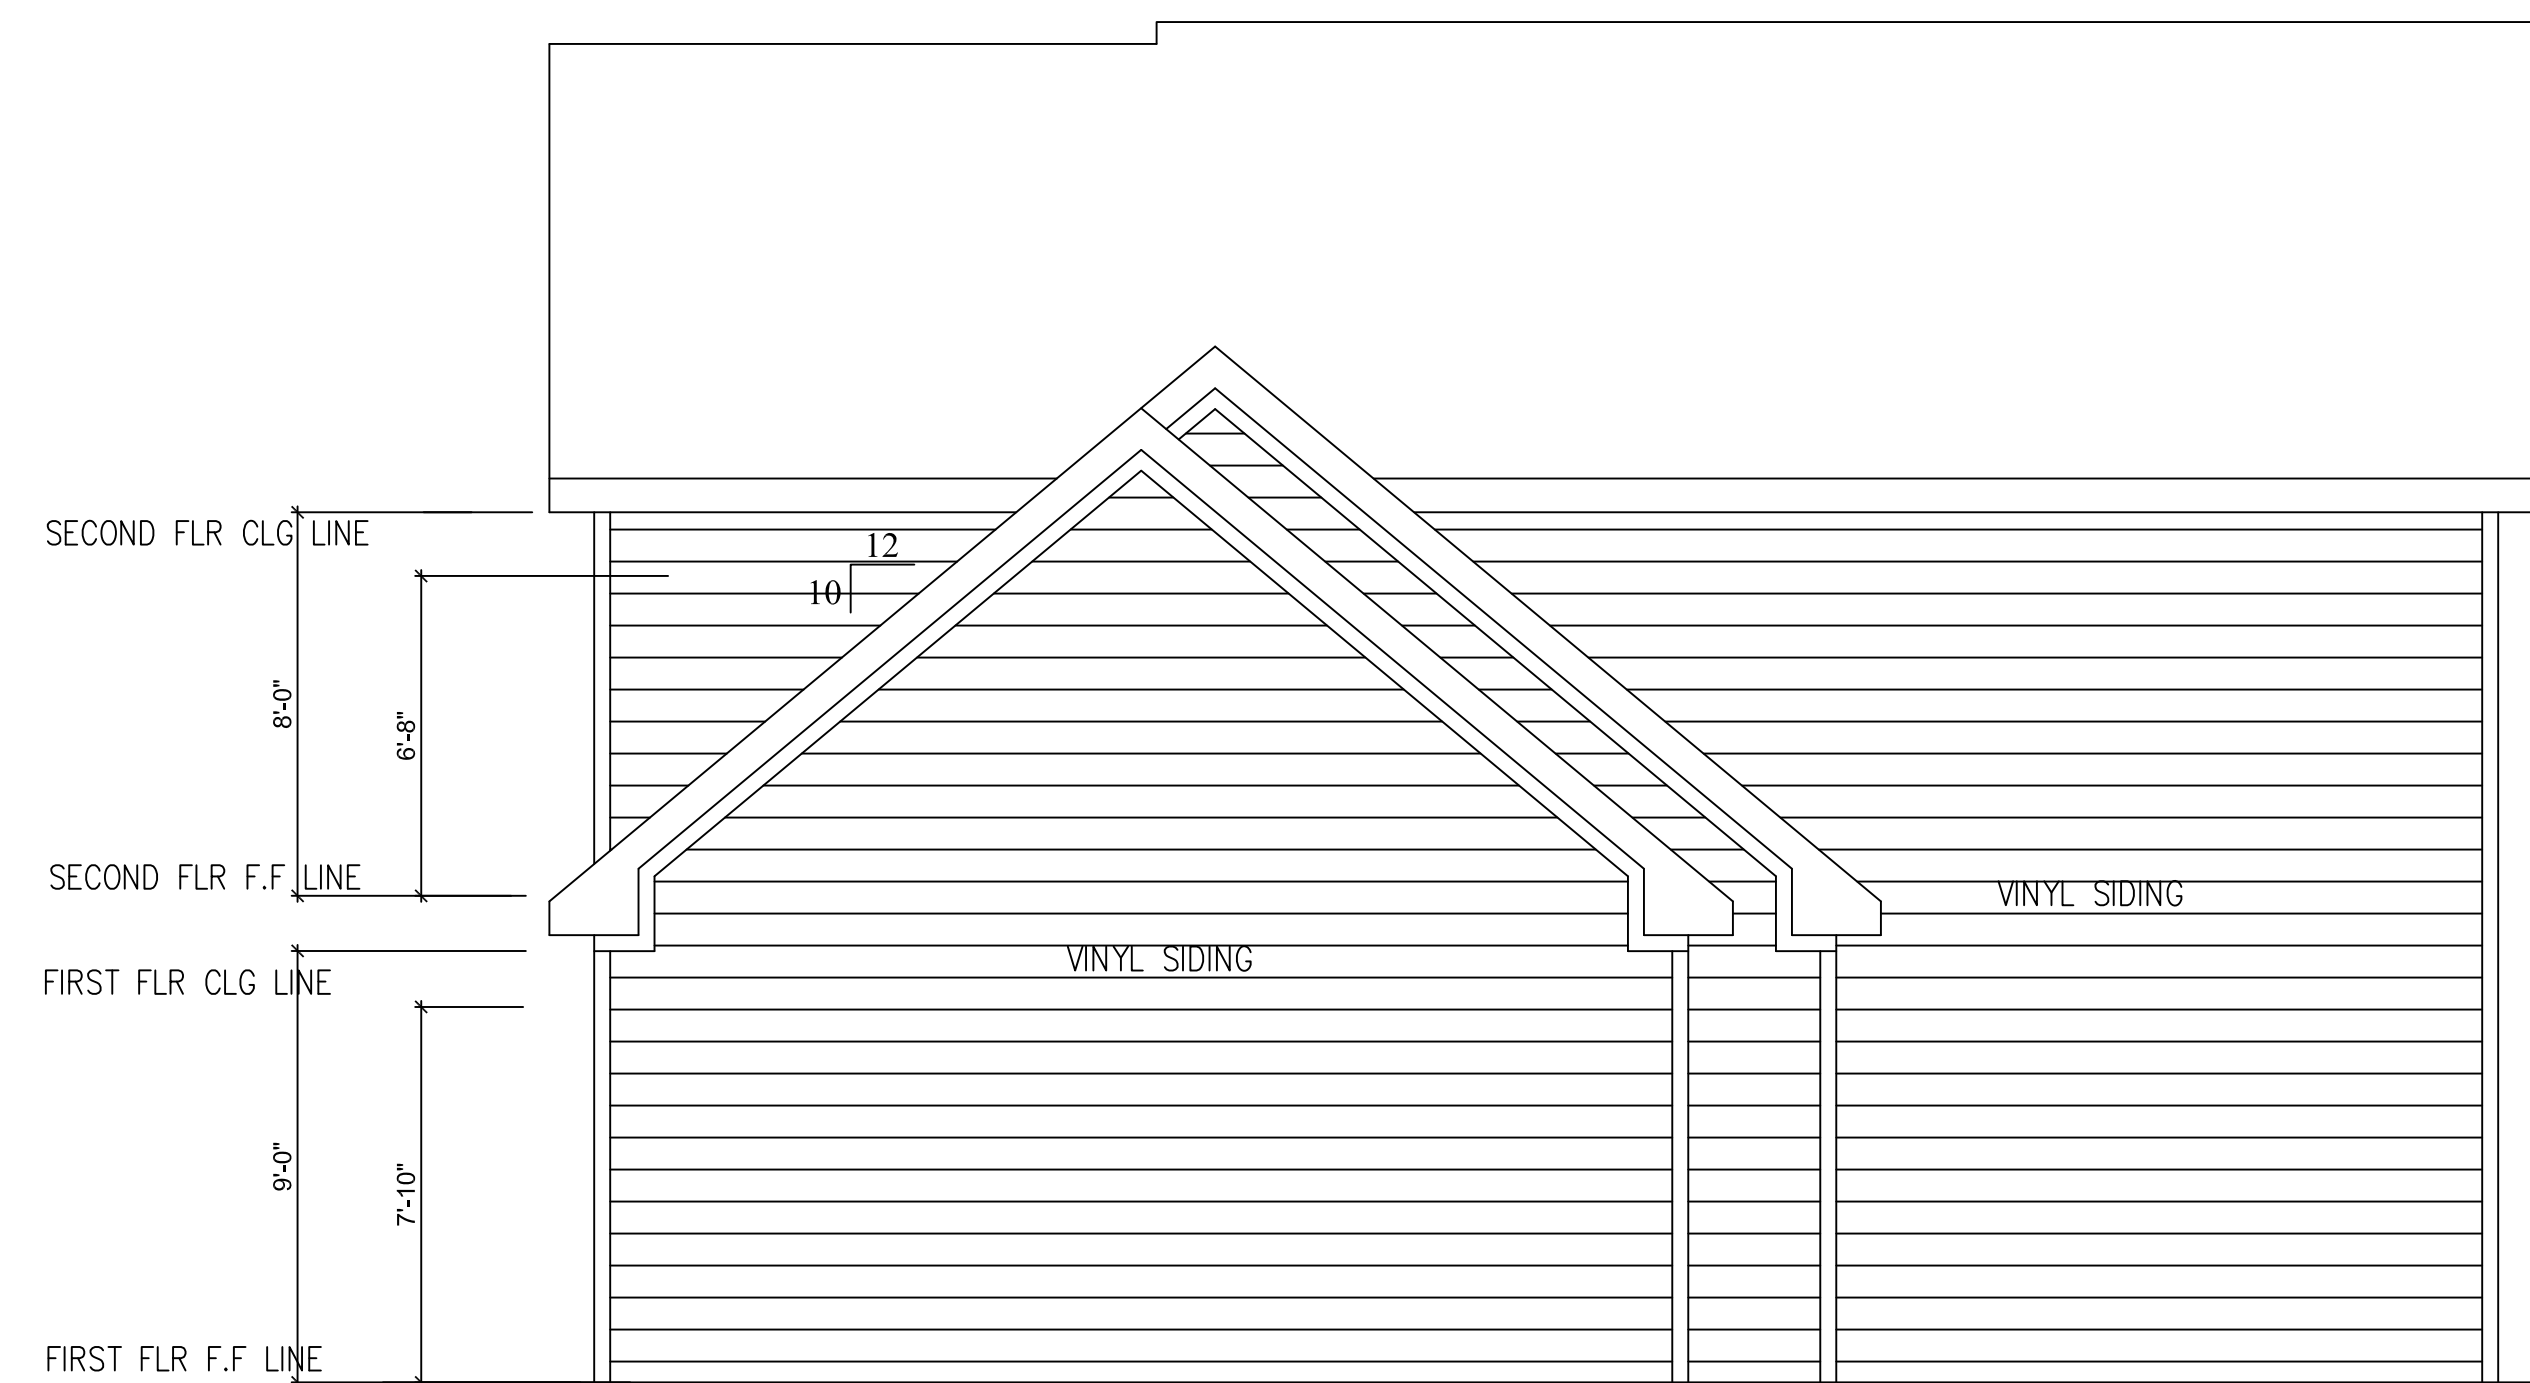 SECOND FLR CLG LINE
12
10
8'-0"
6'-8"
SECOND FLR F.F LINE
VINYL SIDING
VINYL SIDING
FIRST FLR CLG LINE
9'-0"
7'-10"
FIRST FLR F.F LINE